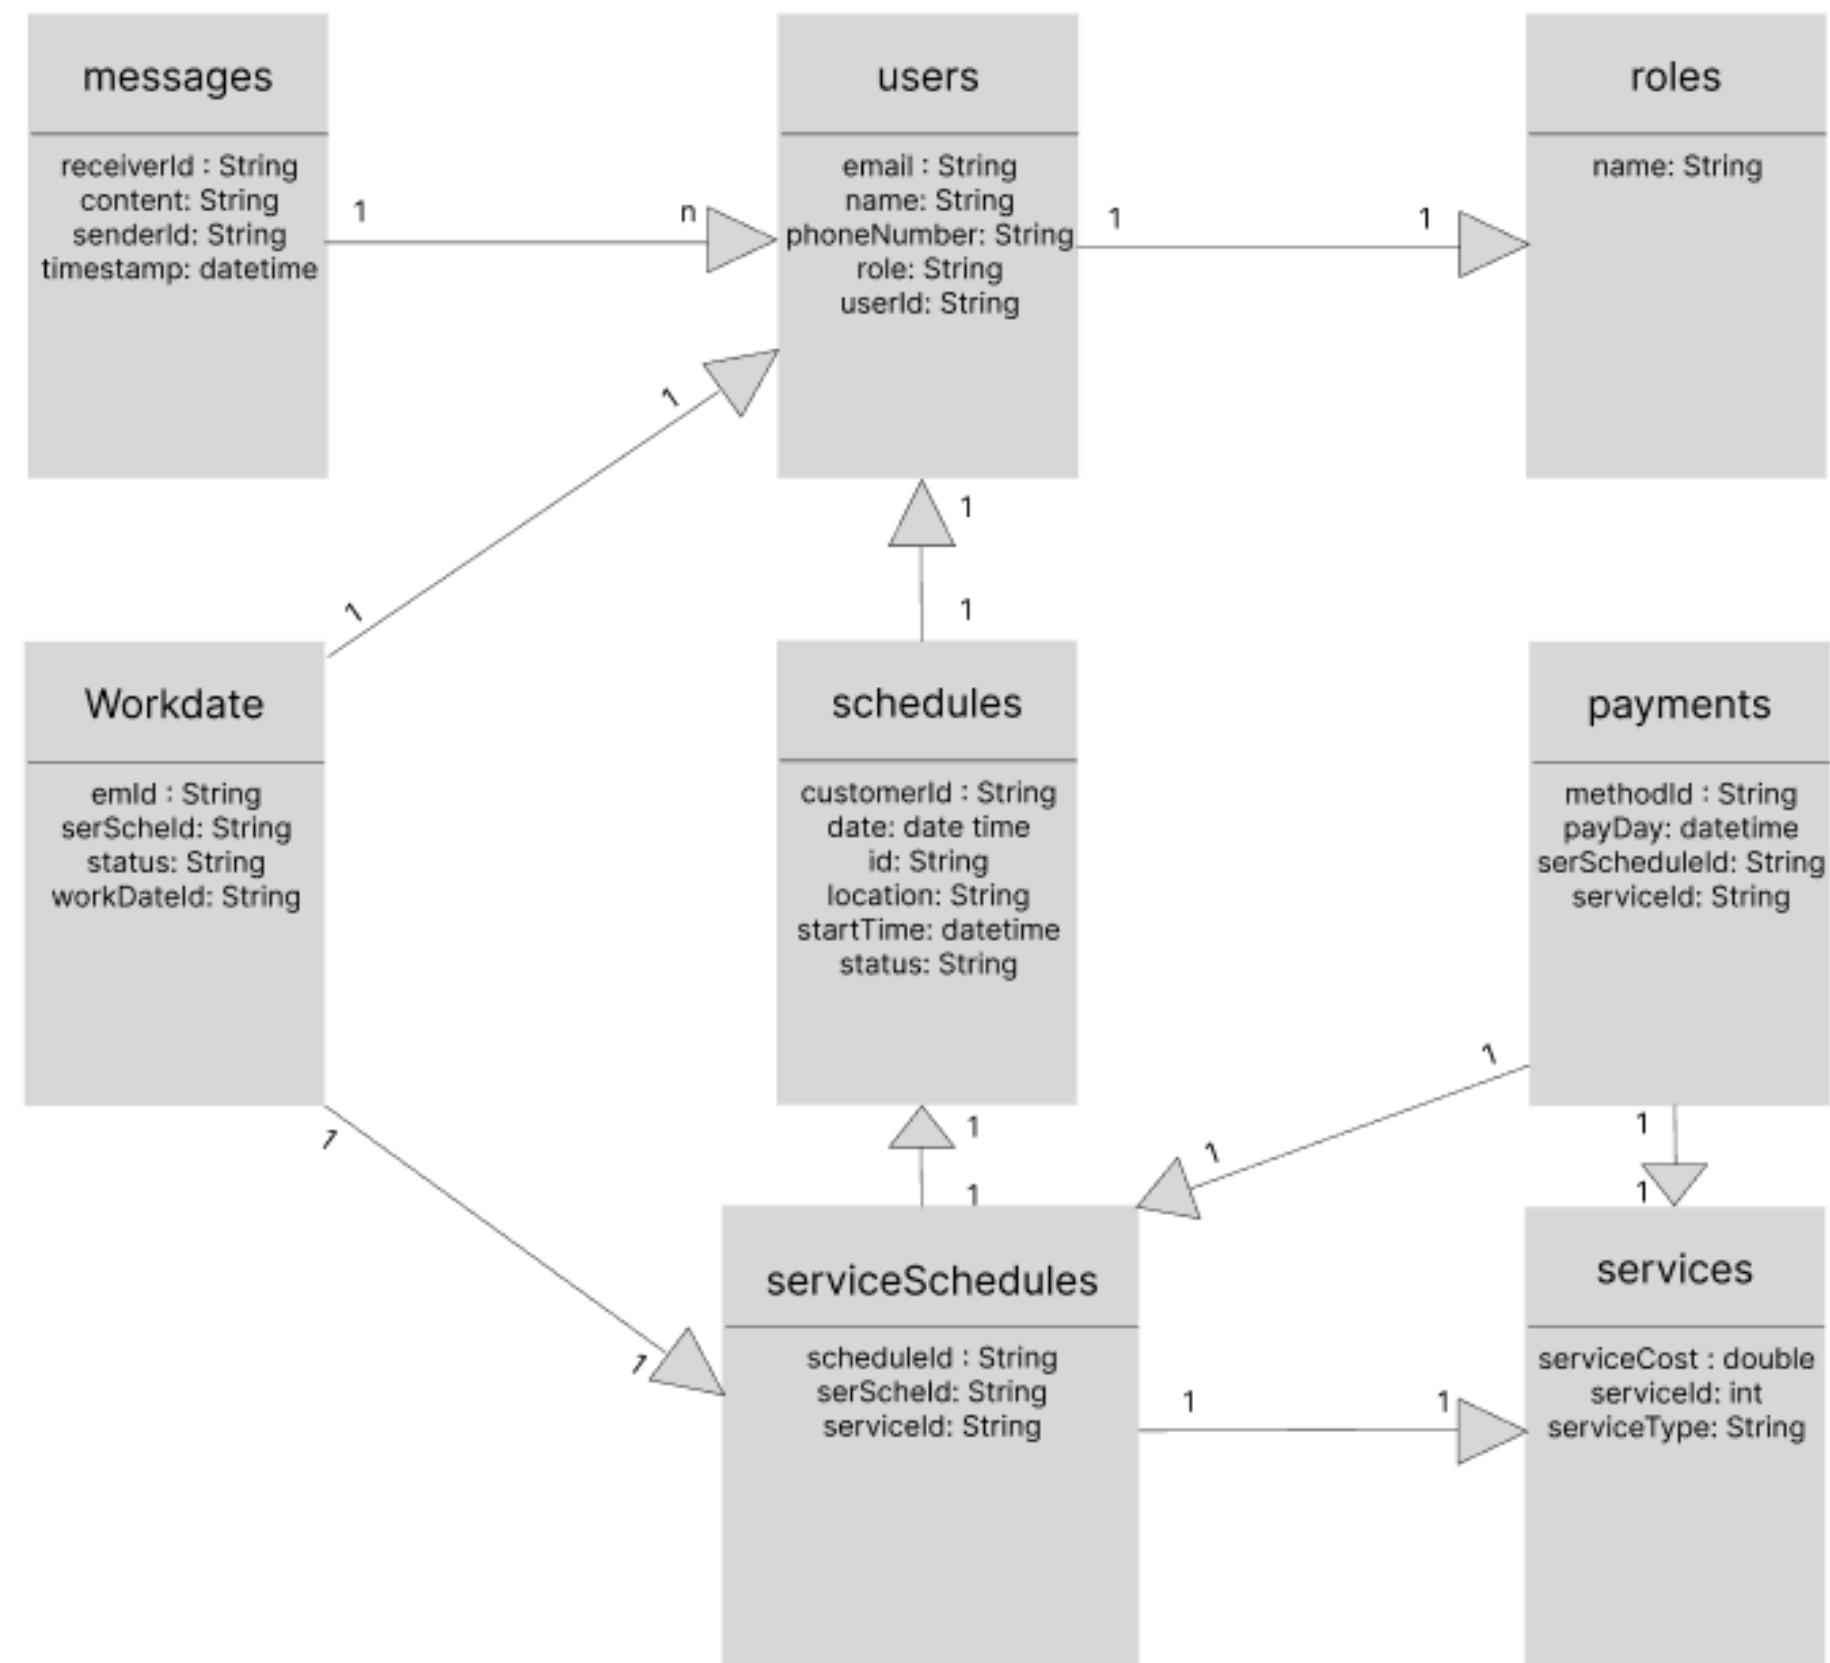 messages
receiverId : String
content: String
senderId: String
timestamp: datetime
1
n
users
email : String
name: String
phoneNumber: String
role: String
userId: String
1
1
roles
name: String
1
1
1
1
Workdate
emId : String
serScheId: String
status: String
workDateId: String
schedules
customerId : String
date: date time
id: String
location: String
startTime: datetime
status: String
payments
methodId : String
payDay: datetime
serScheduleId: String
serviceId: String
1
1
1
1
1
1
1
1
1
serviceSchedules
scheduleId : String
serScheId: String
serviceId: String
1
1
services
serviceCost : double
serviceId: int
serviceType: String